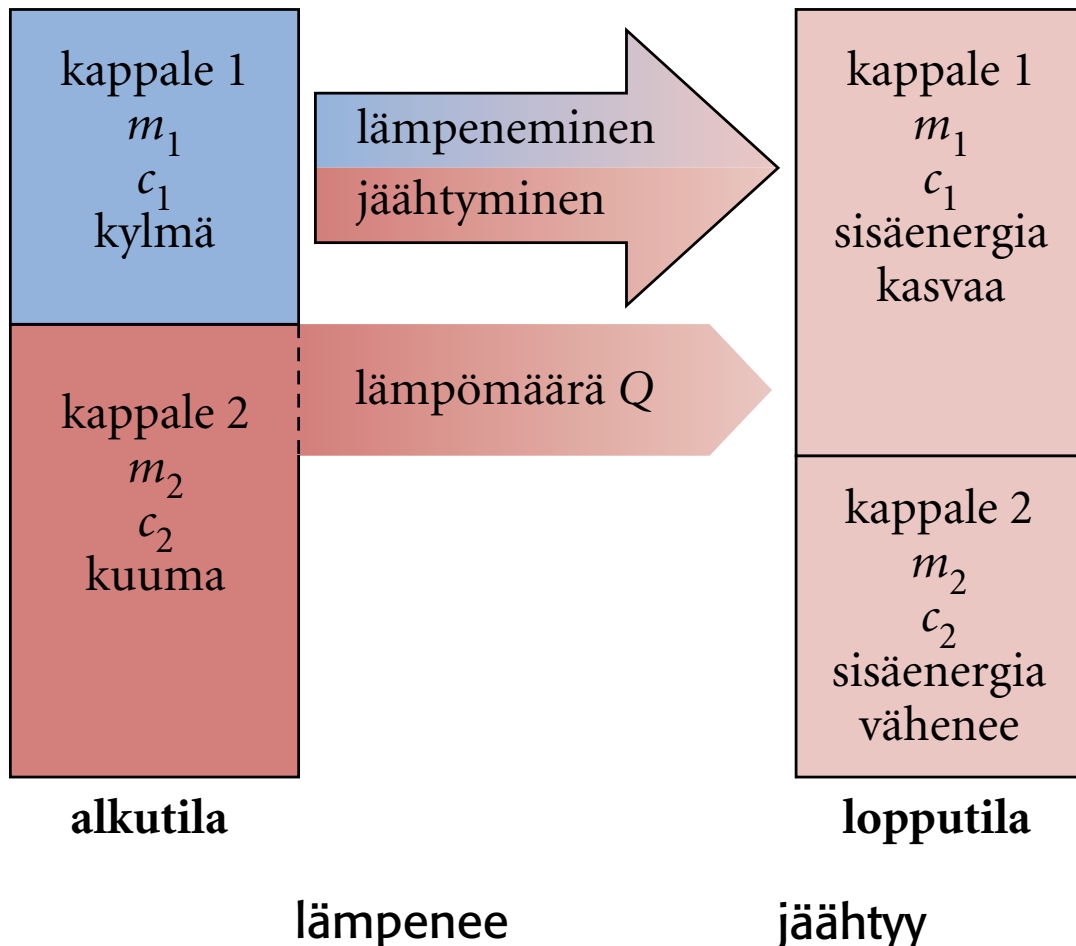 kappale 1
m₁
c₁
kylmä
kappale 2
m₂
c₂
kuuma
alkutila
lämpeneminen
jäähtyminen
lämpömäärä Q
kappale 1
m₁
c₁
sisäenergia
kasvaa
kappale 2
m₂
c₂
sisäenergia
vähenee
lopputila
lämpenee
jäähtyy